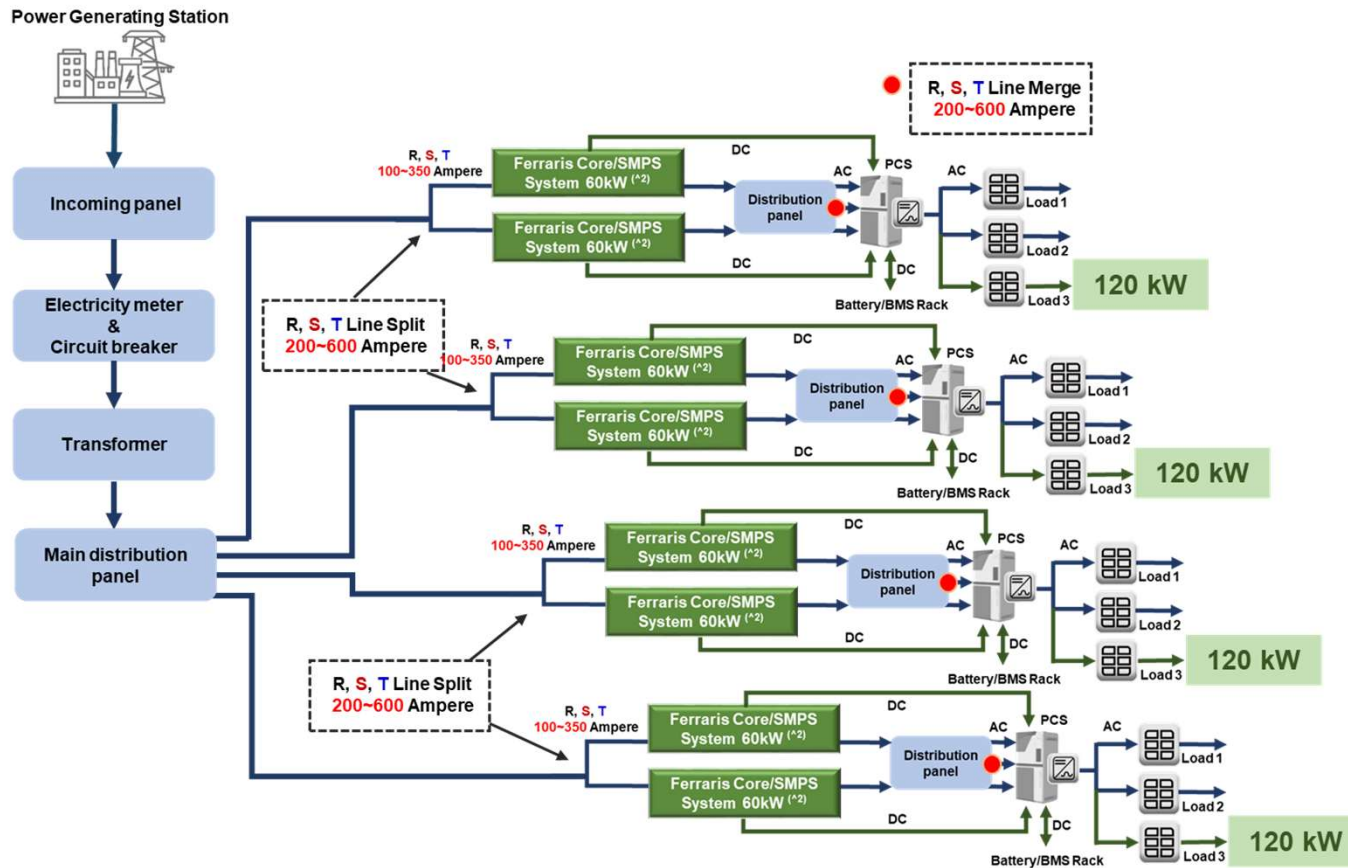 Power Generating Station
Incoming panel
Electricity meter
&
Circuit breaker
Transformer
Main distribution
panel
R, S, T Line Merge
200~600 Ampere
R, S, T Line Split
200~600 Ampere
R, S, T Line Split
200~600 Ampere
R, S, T
100~350 Ampere
Ferraris Core/SMPS
System 60kW (^2)
Ferraris Core/SMPS
System 60kW (^2)
DC
DC
Distribution
panel
AC
PCS
DC
Battery/BMS Rack
AC
Load 1
Load 2
Load 3
120 kW
R, S, T
100~350 Ampere
Ferraris Core/SMPS
System 60kW (^2)
Ferraris Core/SMPS
System 60kW (^2)
DC
DC
Distribution
panel
AC
PCS
DC
Battery/BMS Rack
AC
Load 1
Load 2
Load 3
120 kW
R, S, T
100~350 Ampere
Ferraris Core/SMPS
System 60kW (^2)
Ferraris Core/SMPS
System 60kW (^2)
DC
DC
Distribution
panel
AC
PCS
DC
Battery/BMS Rack
AC
Load 1
Load 2
Load 3
120 kW
R, S, T
100~350 Ampere
Ferraris Core/SMPS
System 60kW (^2)
Ferraris Core/SMPS
System 60kW (^2)
DC
DC
Distribution
panel
AC
PCS
DC
Battery/BMS Rack
AC
Load 1
Load 2
Load 3
120 kW